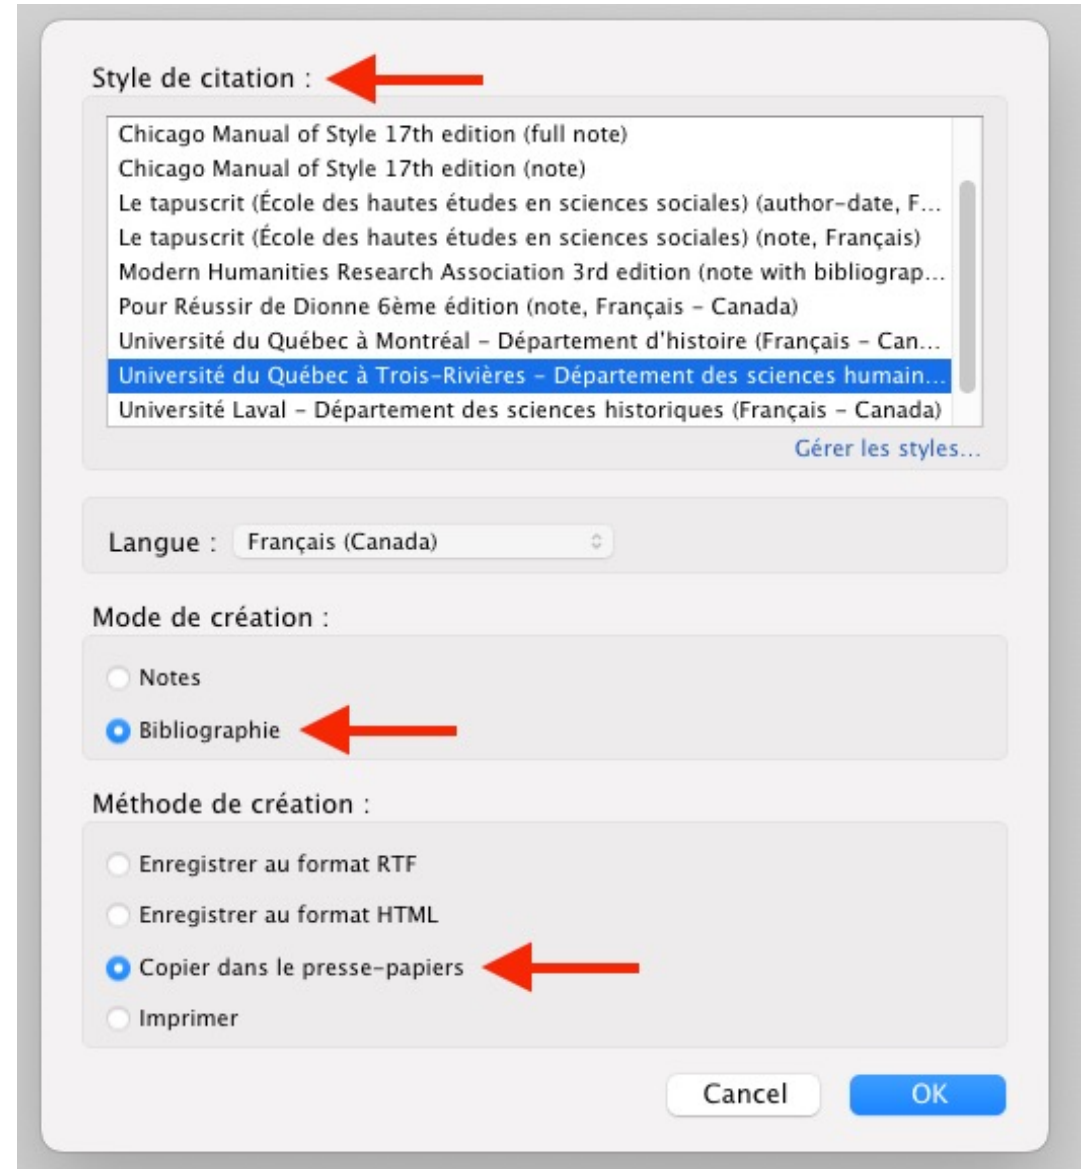 Style de citation :
Chicago Manual of Style 17th edition (full note)
Chicago Manual of Style 17th edition (note)
Le tapuscrit (École des hautes études en sciences sociales) (author-date, F...
Le tapuscrit (École des hautes études en sciences sociales) (note, Français)
Modern Humanities Research Association 3rd edition (note with bibliograp...
Pour Réussir de Dionne 6ème édition (note, Français – Canada)
Université du Québec à Montréal – Département d'histoire (Français – Can...
Université du Québec à Trois-Rivières – Département des sciences humain...
Université Laval – Département des sciences historiques (Français – Canada)
Gérer les styles...
Langue : Français (Canada)
Mode de création :
Notes
Bibliographie
Méthode de création :
Enregistrer au format RTF
Enregistrer au format HTML
Copier dans le presse-papiers
Imprimer
Cancel OK